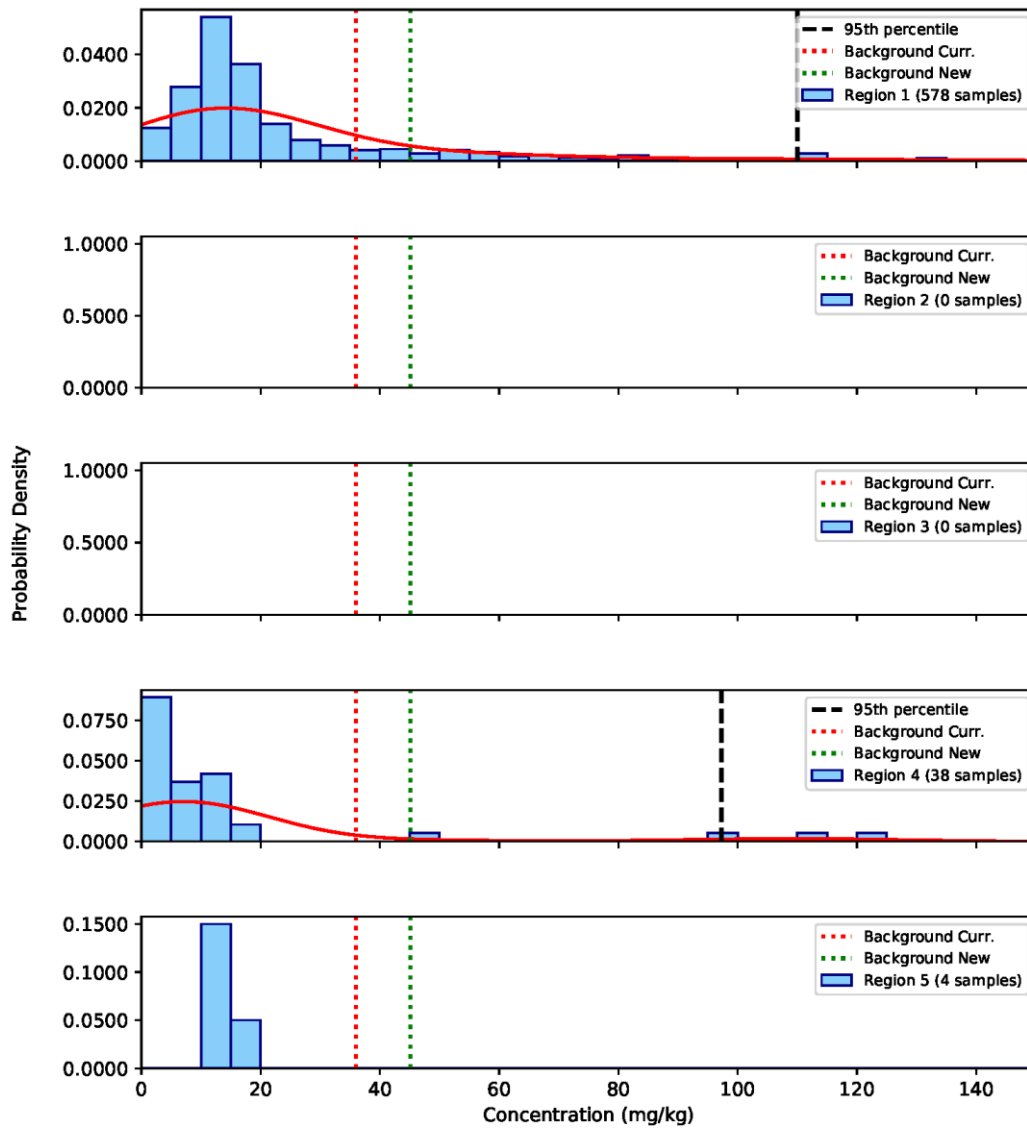 0.0400
0.0200
0.0000
95th percentile
Background Curr.
Background New
Region 1 (578 samples)
1.0000
0.5000
0.0000
Background Curr.
Background New
Region 2 (0 samples)
Probability Density
1.0000
0.5000
0.0000
Background Curr.
Background New
Region 3 (0 samples)
0.0750
0.0500
0.0250
0.0000
95th percentile
Background Curr.
Background New
Region 4 (38 samples)
0.1500
0.1000
0.0500
0.0000
Background Curr.
Background New
Region 5 (4 samples)
0 20 40 60 80 100 120 140
Concentration (mg/kg)